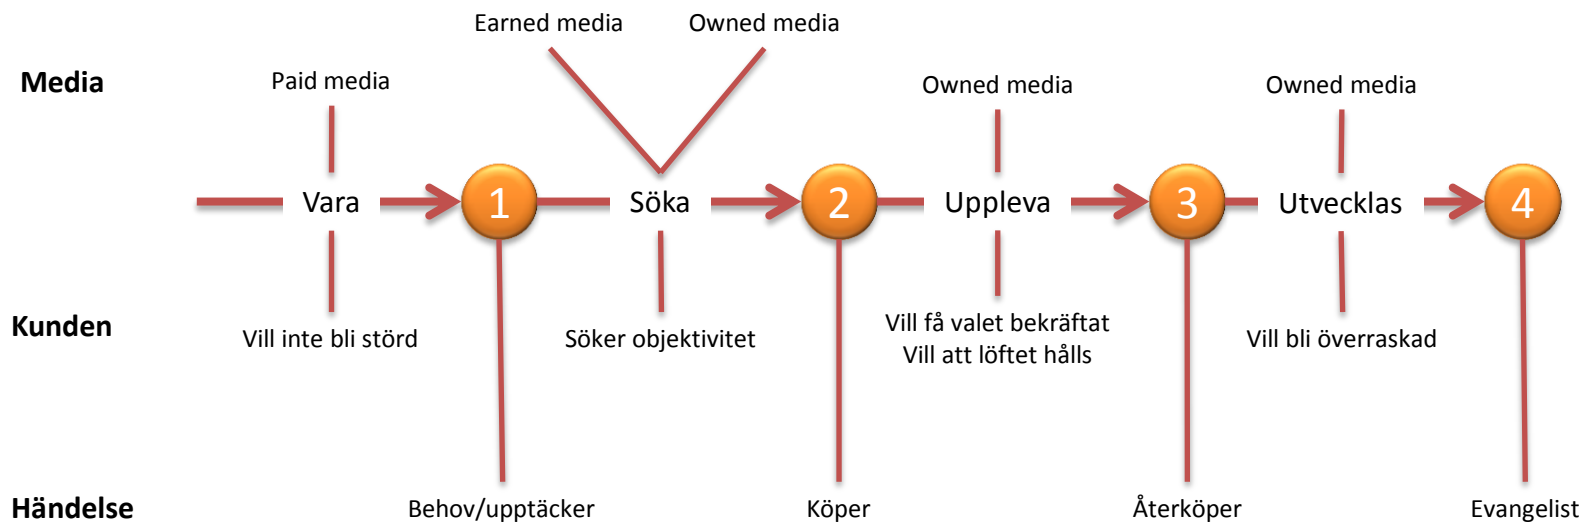 Earned media
Owned media
Media
Paid media
Owned media
Owned media
Vara
1
Söka
2
Uppleva
3
Utvecklas
4
Kunden
Vill inte bli störd
Söker objektivitet
Vill få valet bekräftat
Vill att löftet hålls
Vill bli överraskad
Händelse
Behov/upptäcker
Köper
Återköper
Evangelist